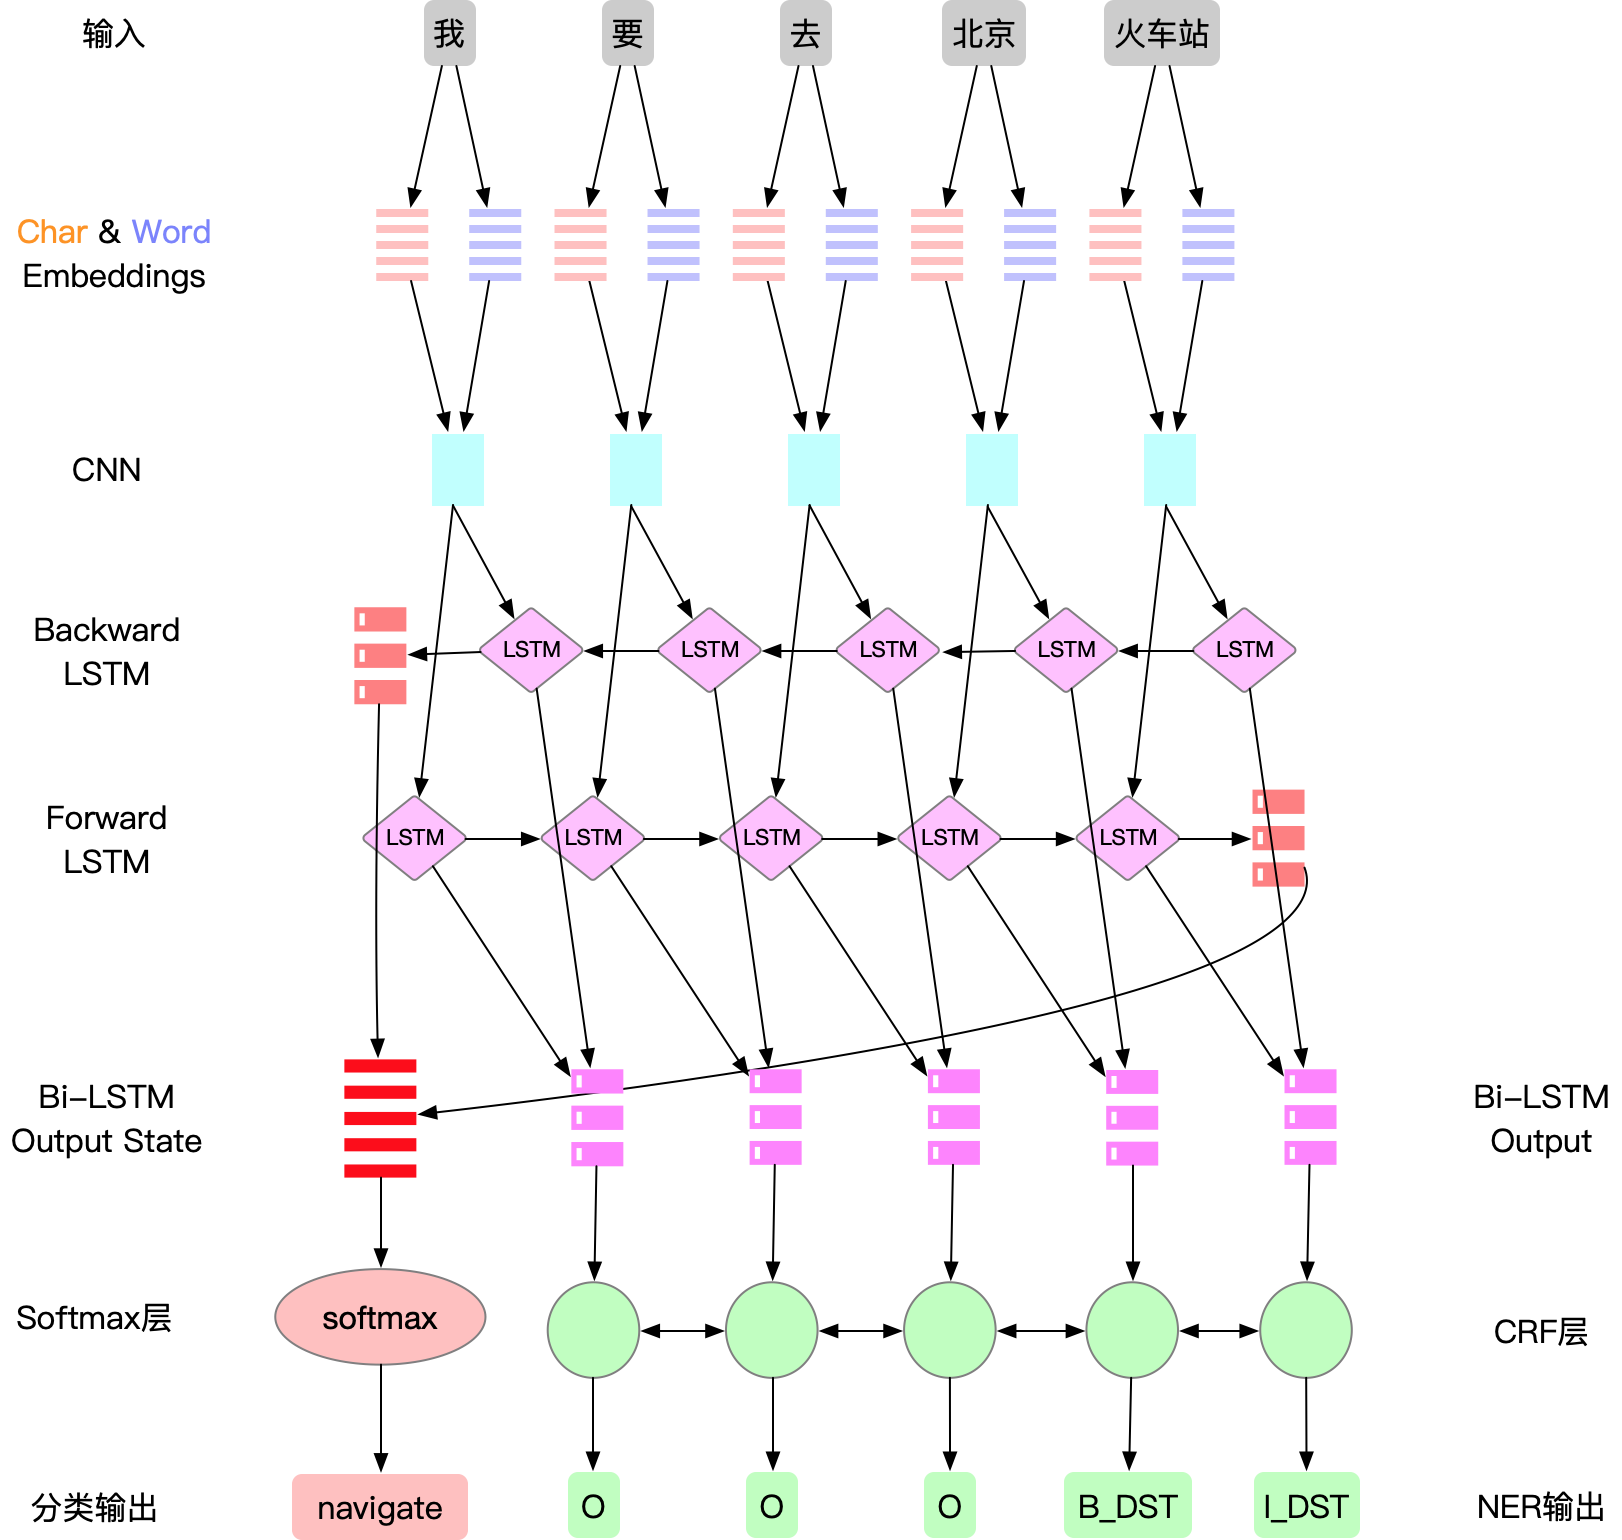 输入
我
要
去
北京
火车站
Char & Word
Embeddings
CNN
Backward
LSTM
LSTM
LSTM
LSTM
LSTM
LSTM
Forward
LSTM
LSTM
LSTM
LSTM
LSTM
LSTM
Bi-LSTM
Output State
Bi-LSTM
Output
Softmax层
softmax
CRF层
分类输出
navigate
O
O
O
B_DST
I_DST
NER输出